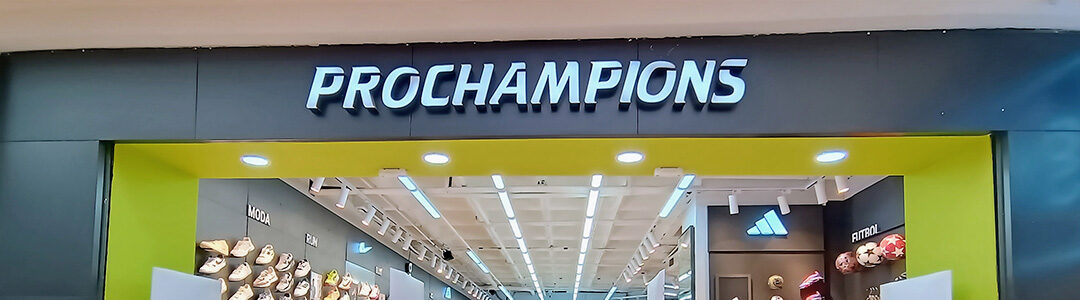 PROCHAMPIONS
MODA
RUN
FUTBOL